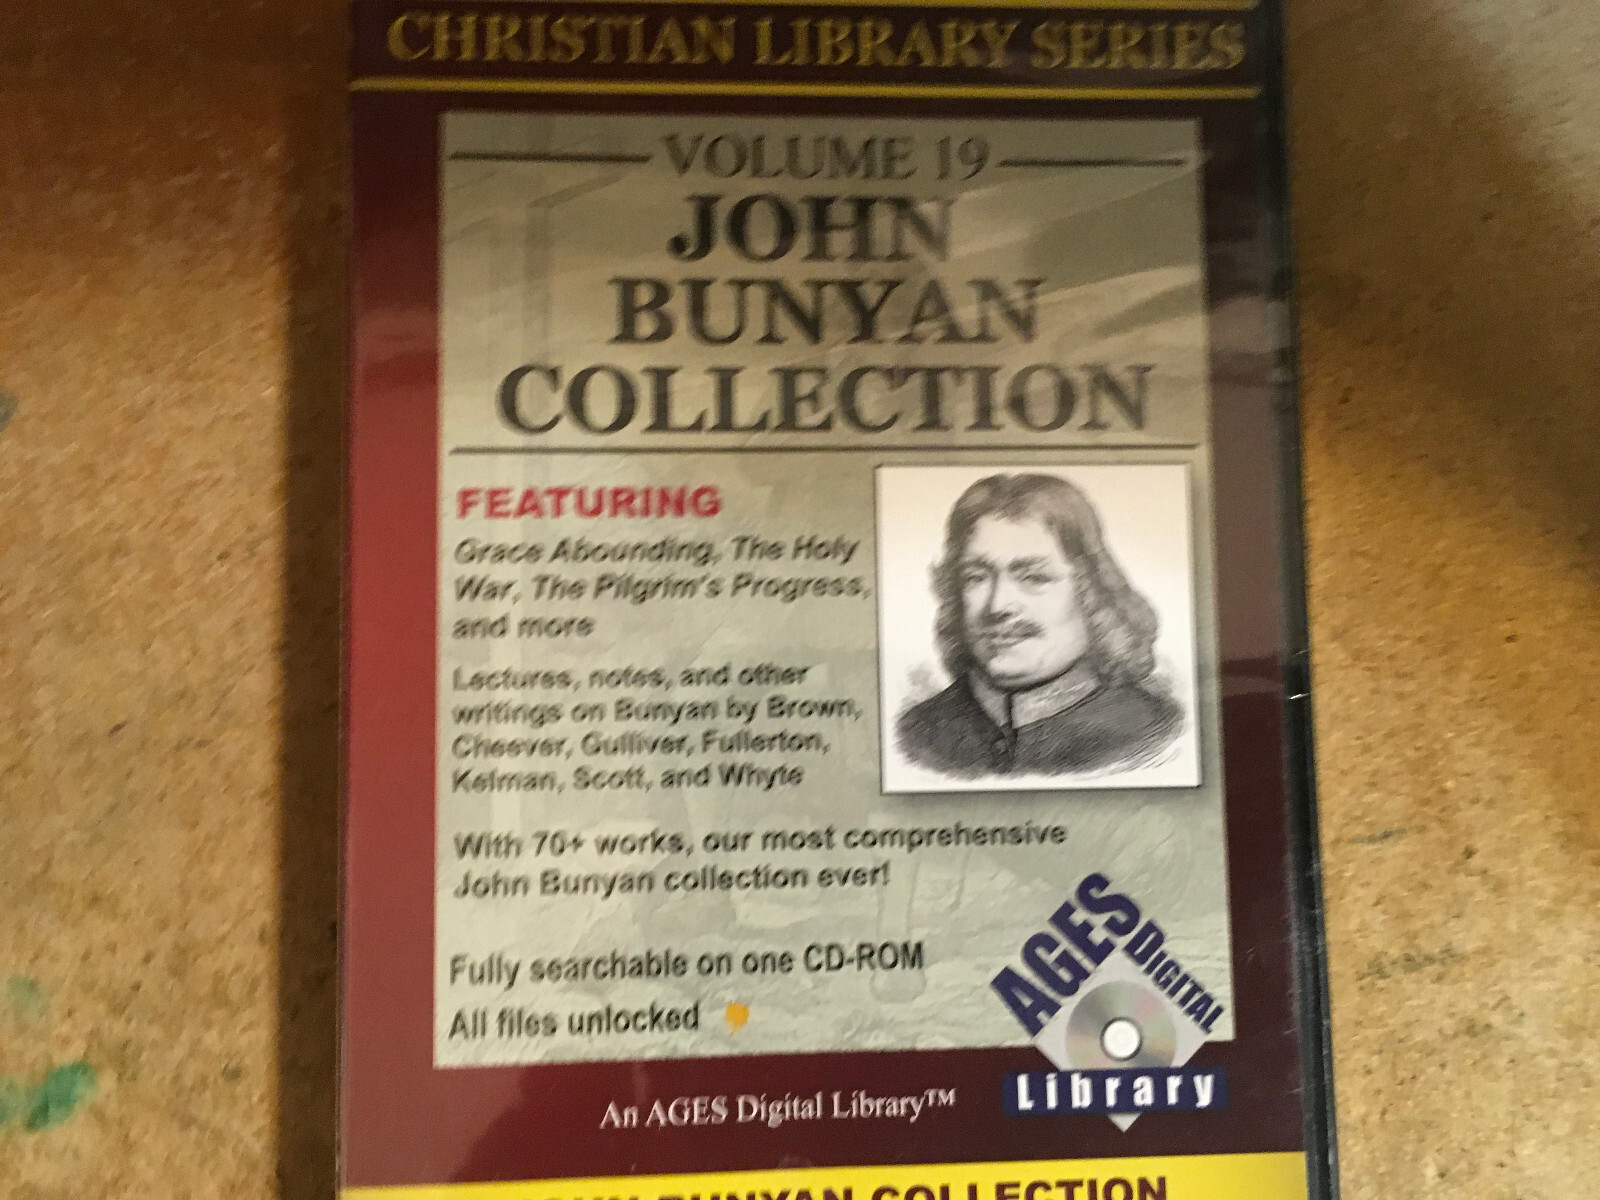 CHRISTIAN LIBRARY SERIES
VOLUME 19
JOHN
BUNYAN
COLLECTION
FEATURING
Grace Abounding, The Holy
War, The Pilgrim's Progress,
and more
Lectures, notes, and other
writings on Bunyan by Brown,
Cheever, Gulliver, Fullerton,
Kelman, Scott, and Whyte
With 70+ works, our most comprehensive
John Bunyan collection ever!
Fully searchable on one CD-ROM
All files unlocked
AGES DIGITAL
Library
An AGES Digital Library™
JOHN BUNYAN COLLECTION